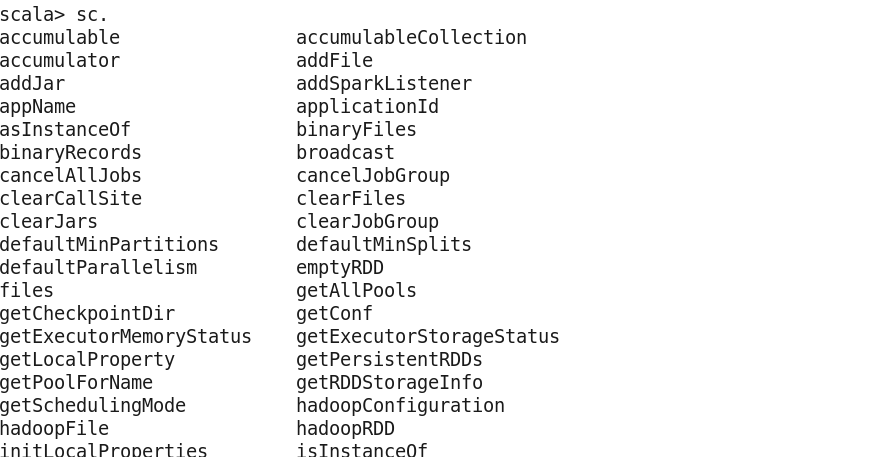 scala> sc.
accumulable accumulableCollection
accumulator addFile
addJar addSparkListener
appName applicationId
asInstanceOf binaryFiles
binaryRecords broadcast
cancelAllJobs cancelJobGroup
clearCallSite clearFiles
clearJars clearJobGroup
defaultMinPartitions defaultMinSplits
defaultParallelism emptyRDD
files getAllPools
getCheckpointDir getConf
getExecutorMemoryStatus getExecutorStorageStatus
getLocalProperty getPersistentRDDs
getPoolForName getRDDStorageInfo
getSchedulingMode hadoopConfiguration
hadoopFile hadoopRDD
initLocalProperties isInstanceOf